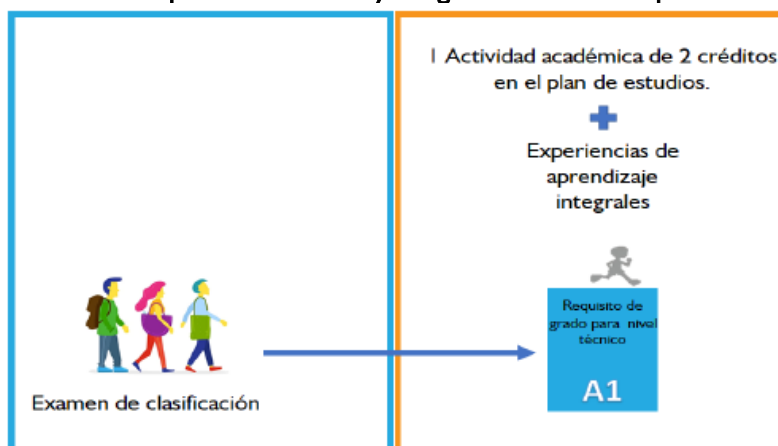 1 Actividad académica de 2 créditos
en el plan de estudios.
Experiencias de
aprendizaje
integrales
Requisito de
grado para nivel
técnico
A1
Examen de clasificación